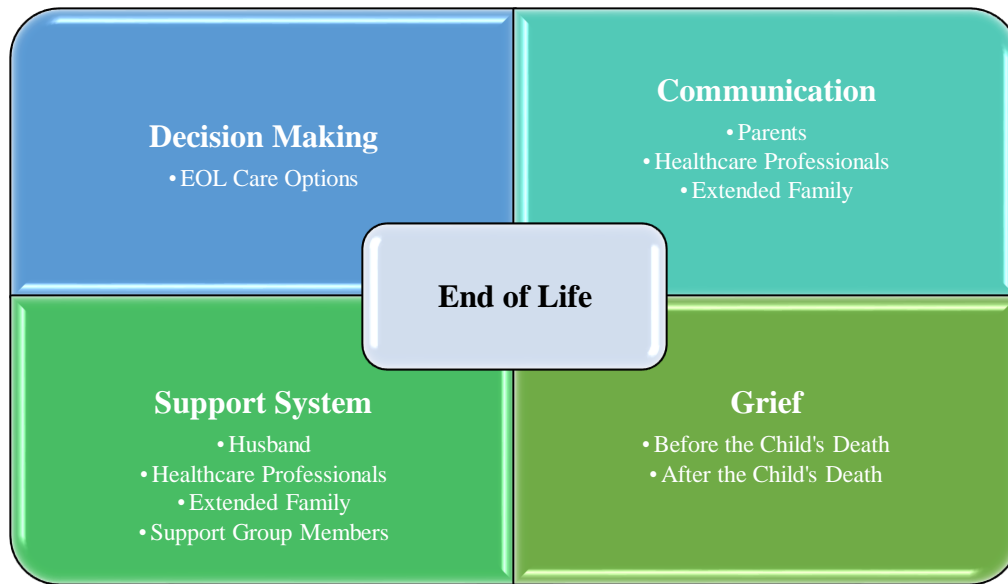 Decision Making
• EOL Care Options
Communication
• Parents
• Healthcare Professionals
• Extended Family
End of Life
Support System
• Husband
• Healthcare Professionals
• Extended Family
• Support Group Members
Grief
• Before the Child's Death
• After the Child's Death